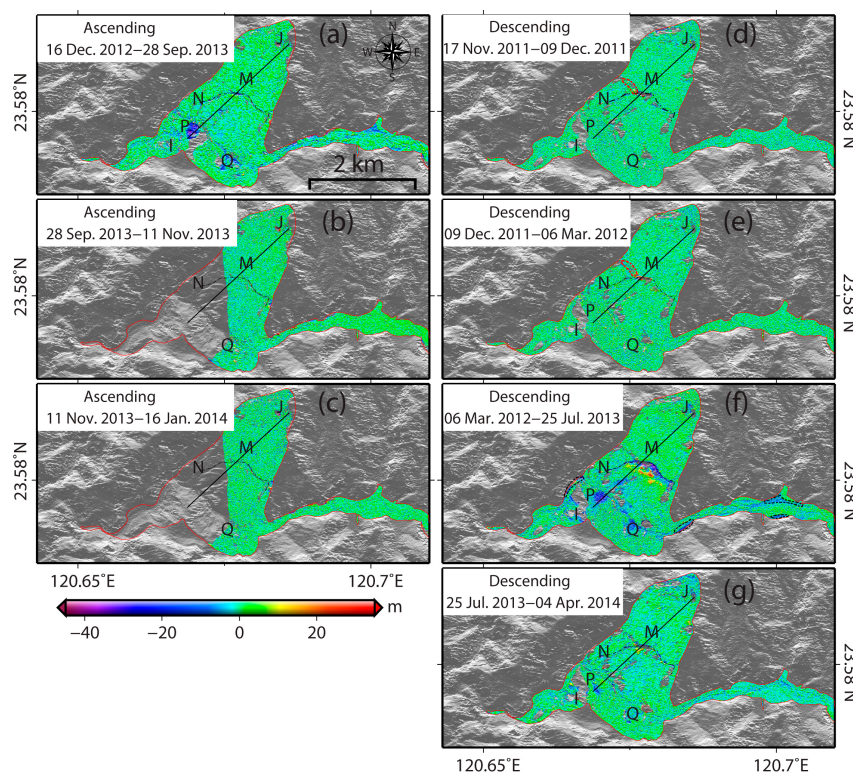 Ascending
16 Dec. 2012−28 Sep. 2013
(a)
N
W
E
S
J
M
N
P
I
Q
2 km
23.58°N
Descending
17 Nov. 2011−09 Dec. 2011
(d)
J
M
N
P
I
Q
23.58°N
Ascending
28 Sep. 2013−11 Nov. 2013
(b)
J
M
N
Q
23.58°N
Descending
09 Dec. 2011−06 Mar. 2012
(e)
J
M
N
P
I
Q
23.58°N
Ascending
11 Nov. 2013−16 Jan. 2014
(c)
J
M
N
Q
23.58°N
120.65°E
120.7°E
Descending
06 Mar. 2012−25 Jul. 2013
(f)
J
M
N
P
I
Q
23.58°N
m
−40
−20
0
20
Descending
25 Jul. 2013−04 Apr. 2014
(g)
J
M
N
P
I
Q
23.58°N
120.65°E
120.7°E